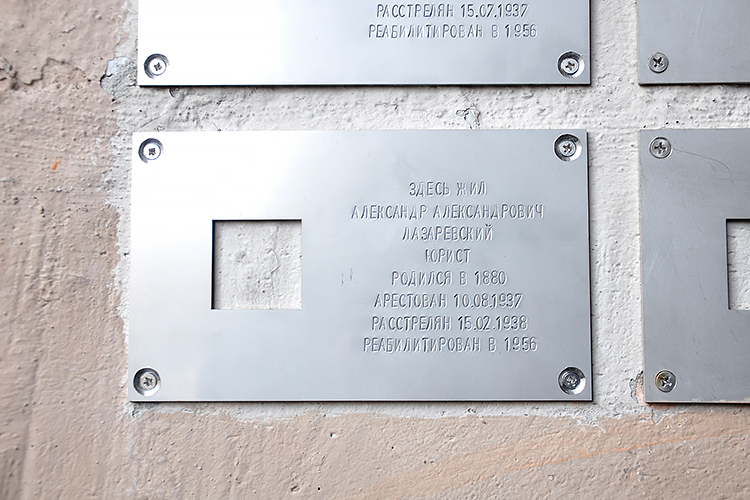 РАССТРЕЛЯН 15.07.1937
РЕАБИЛИТИРОВАН В 1956
ЗДЕСЬ ЖИЛ
АЛЕКСАНДР АЛЕКСАНДРОВИЧ
ЛАЗАРЕВСКИЙ
ЮРИСТ
РОДИЛСЯ В 1880
АРЕСТОВАН 10.08.1937
РАССТРЕЛЯН 15.02.1938
РЕАБИЛИТИРОВАН В 1956